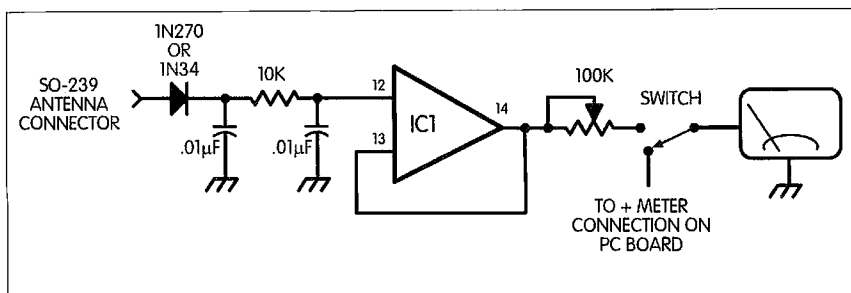 1N270
OR
1N34
SO-239
ANTENNA
CONNECTOR
10K
.01µF
.01µF
12
13
IC1
14
100K
SWITCH
TO + METER
CONNECTION ON
PC BOARD